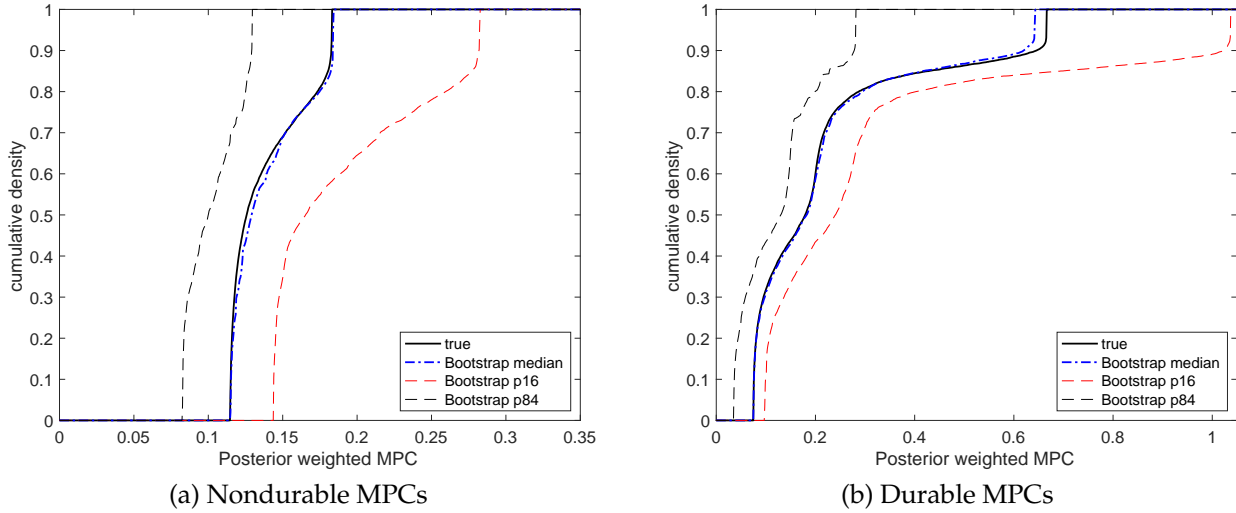 1
0.9
0.8
0.7
0.6
0.5
0.4
0.3
0.2
0.1
0
cumulative density
true
Bootstrap median
Bootstrap p16
Bootstrap p84
0 0.05 0.1 0.15 0.2 0.25 0.3 0.35
Posterior weighted MPC
(a) Nondurable MPCs
1
0.9
0.8
0.7
0.6
0.5
0.4
0.3
0.2
0.1
0
cumulative density
true
Bootstrap median
Bootstrap p16
Bootstrap p84
0 0.2 0.4 0.6 0.8 1
Posterior weighted MPC
(b) Durable MPCs